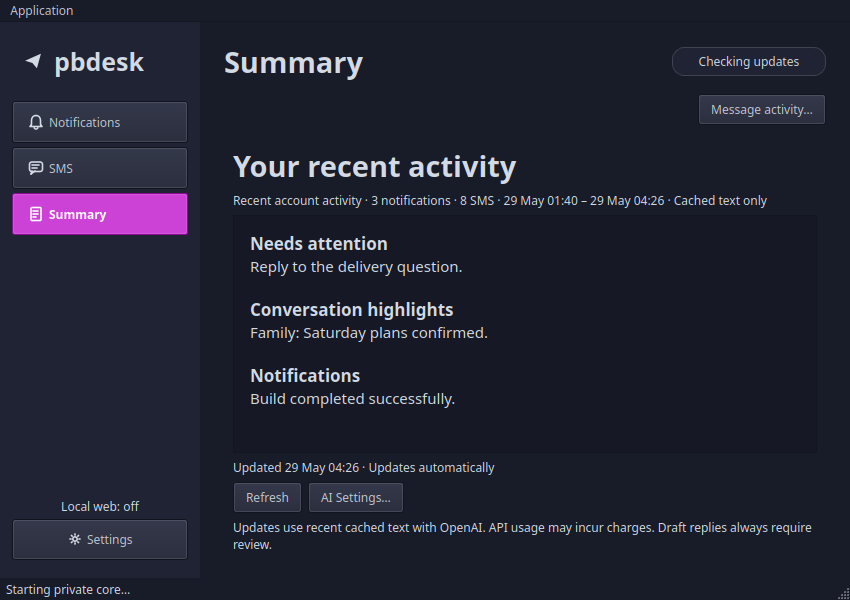 Application
pbdesk
Notifications
SMS
Summary
Local web: off
Settings
Summary
Checking updates
Message activity...
Your recent activity
Recent account activity · 3 notifications · 8 SMS · 29 May 01:40 – 29 May 04:26 · Cached text only
Needs attention
Reply to the delivery question.
Conversation highlights
Family: Saturday plans confirmed.
Notifications
Build completed successfully.
Updated 29 May 04:26 · Updates automatically
Refresh
AI Settings...
Updates use recent cached text with OpenAI. API usage may incur charges. Draft replies always require
review.
Starting private core...